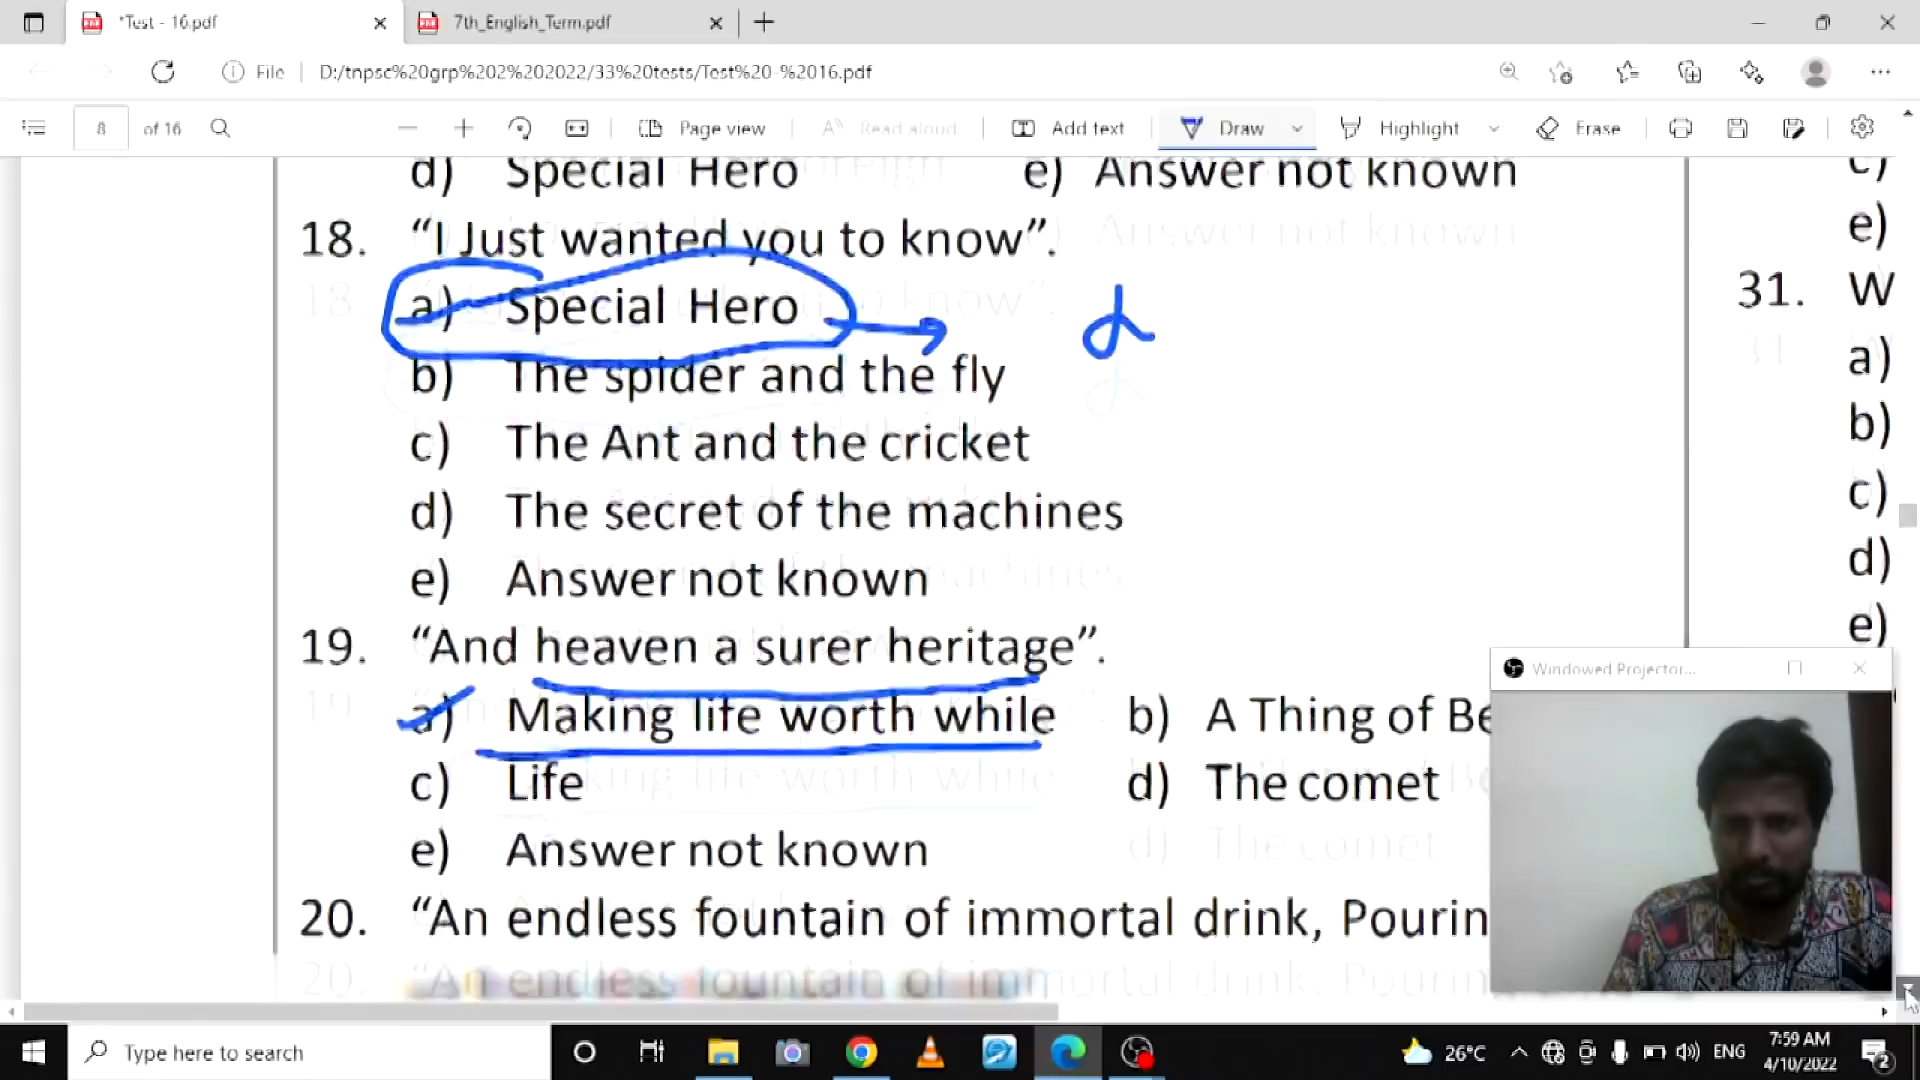 *Test - 16.pdf
7th_English_Term.pdf
File
D:/tnpsc%20grp%202%202022/33%20tests/Test%20-%2016.pdf
8 of 16
Page view
Read aloud
Add text
Draw
Highlight
Erase
d) Special Hero e) Answer not known
18. “I Just wanted you to know”.
a) Special Hero
b) The spider and the fly
c) The Ant and the cricket
d) The secret of the machines
e) Answer not known
19. “And heaven a surer heritage”.
a) Making life worth while b) A Thing of Be
c) Life d) The comet
e) Answer not known
20. “An endless fountain of immortal drink, Pourin
c)
e)
31. W
a)
b)
c)
d)
e)
Windowed Projector...
Type here to search
26°C
ENG
7:59 AM
4/10/2022
2